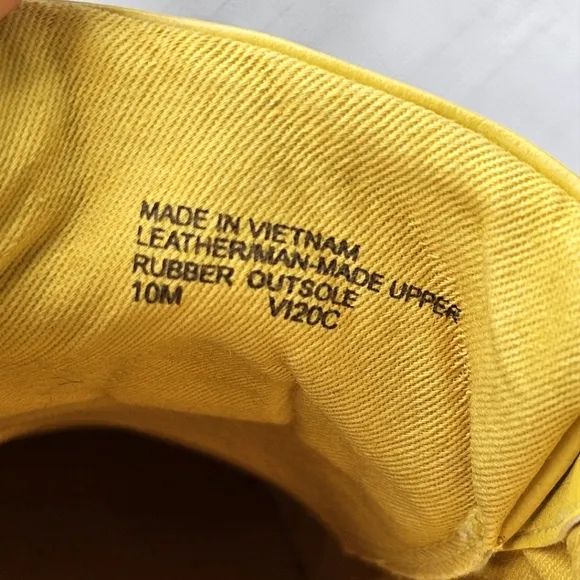 MADE IN VIETNAM
LEATHER/MAN-MADE UPPER
RUBBER OUTSOLE
10M VI20C